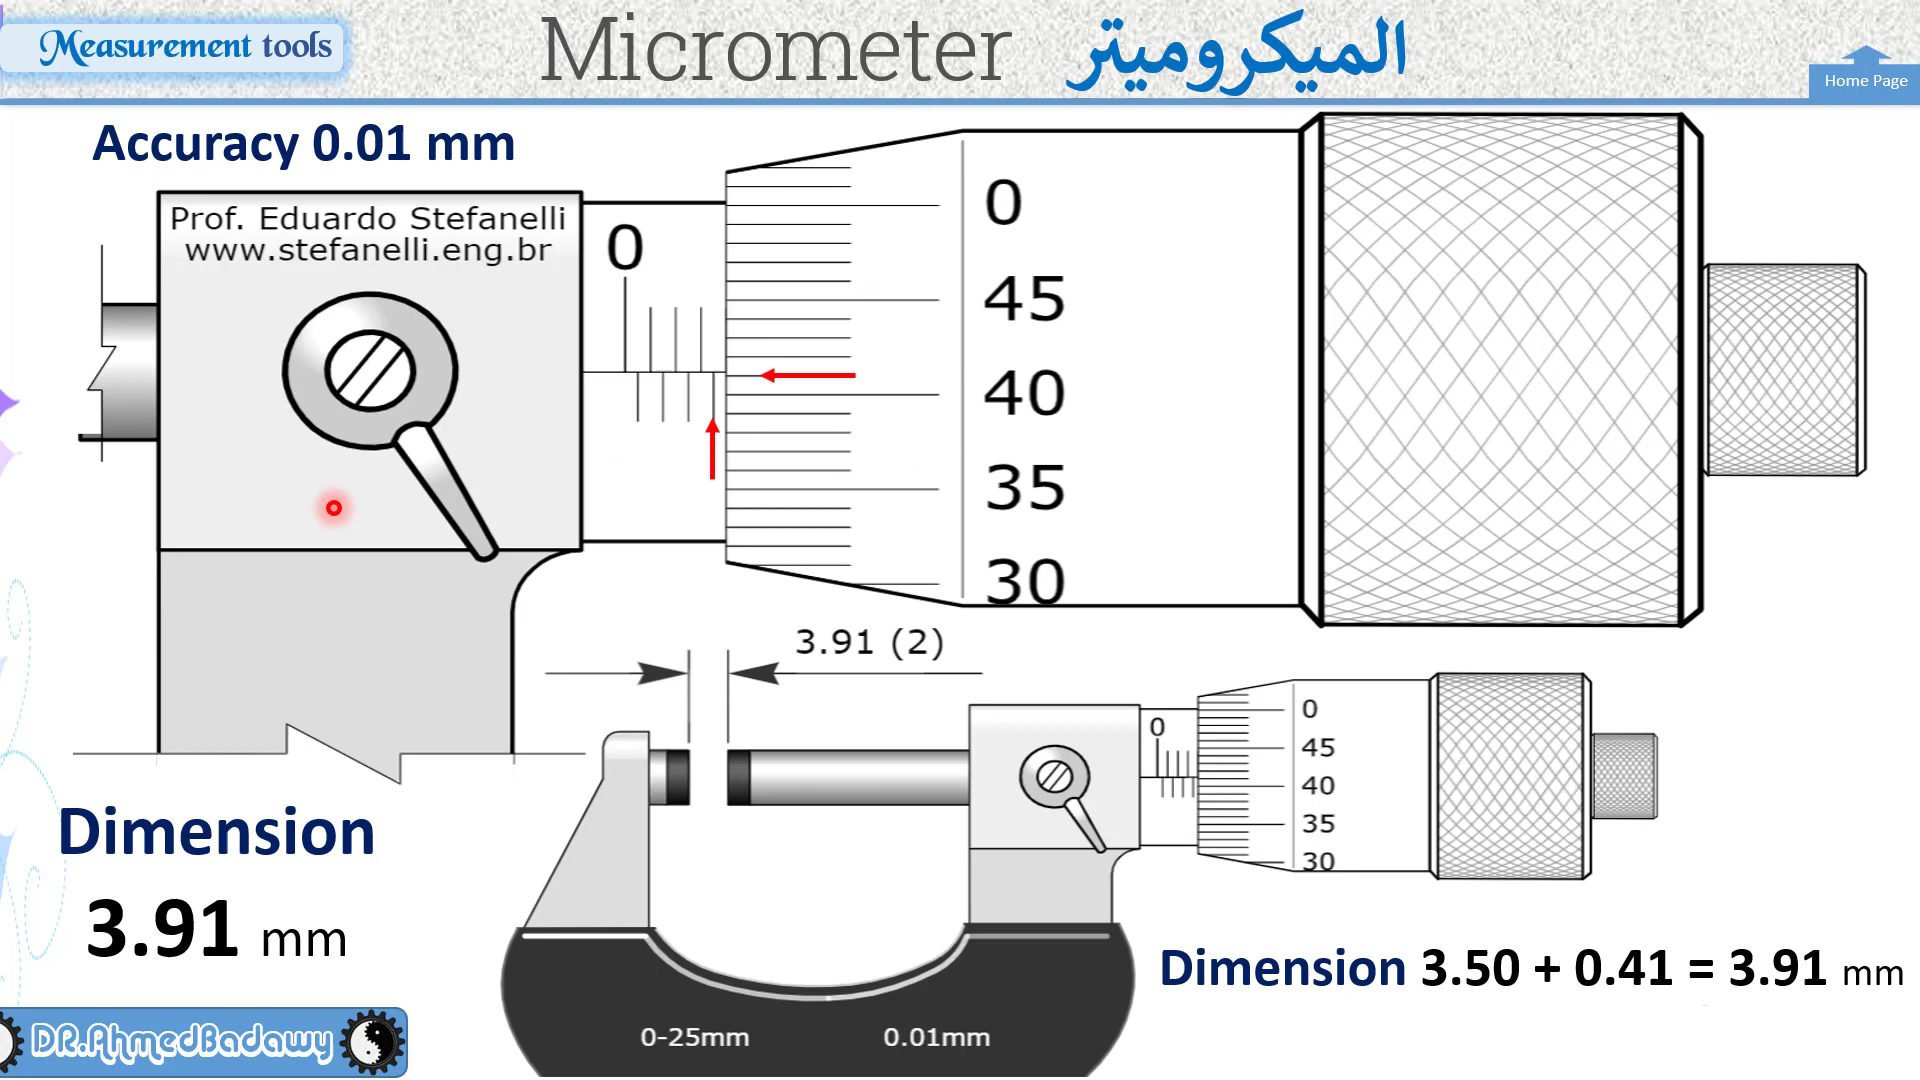 Measurement tools
Micrometer الميكروميتر
Home Page
Accuracy 0.01 mm
Prof. Eduardo Stefanelli
www.stefanelli.eng.br
0
0
45
40
35
30
3.91 (2)
0
0
45
40
35
30
Dimension
3.91 mm
Dimension 3.50 + 0.41 = 3.91 mm
0-25mm 0.01mm
DR.AhmedBadawy